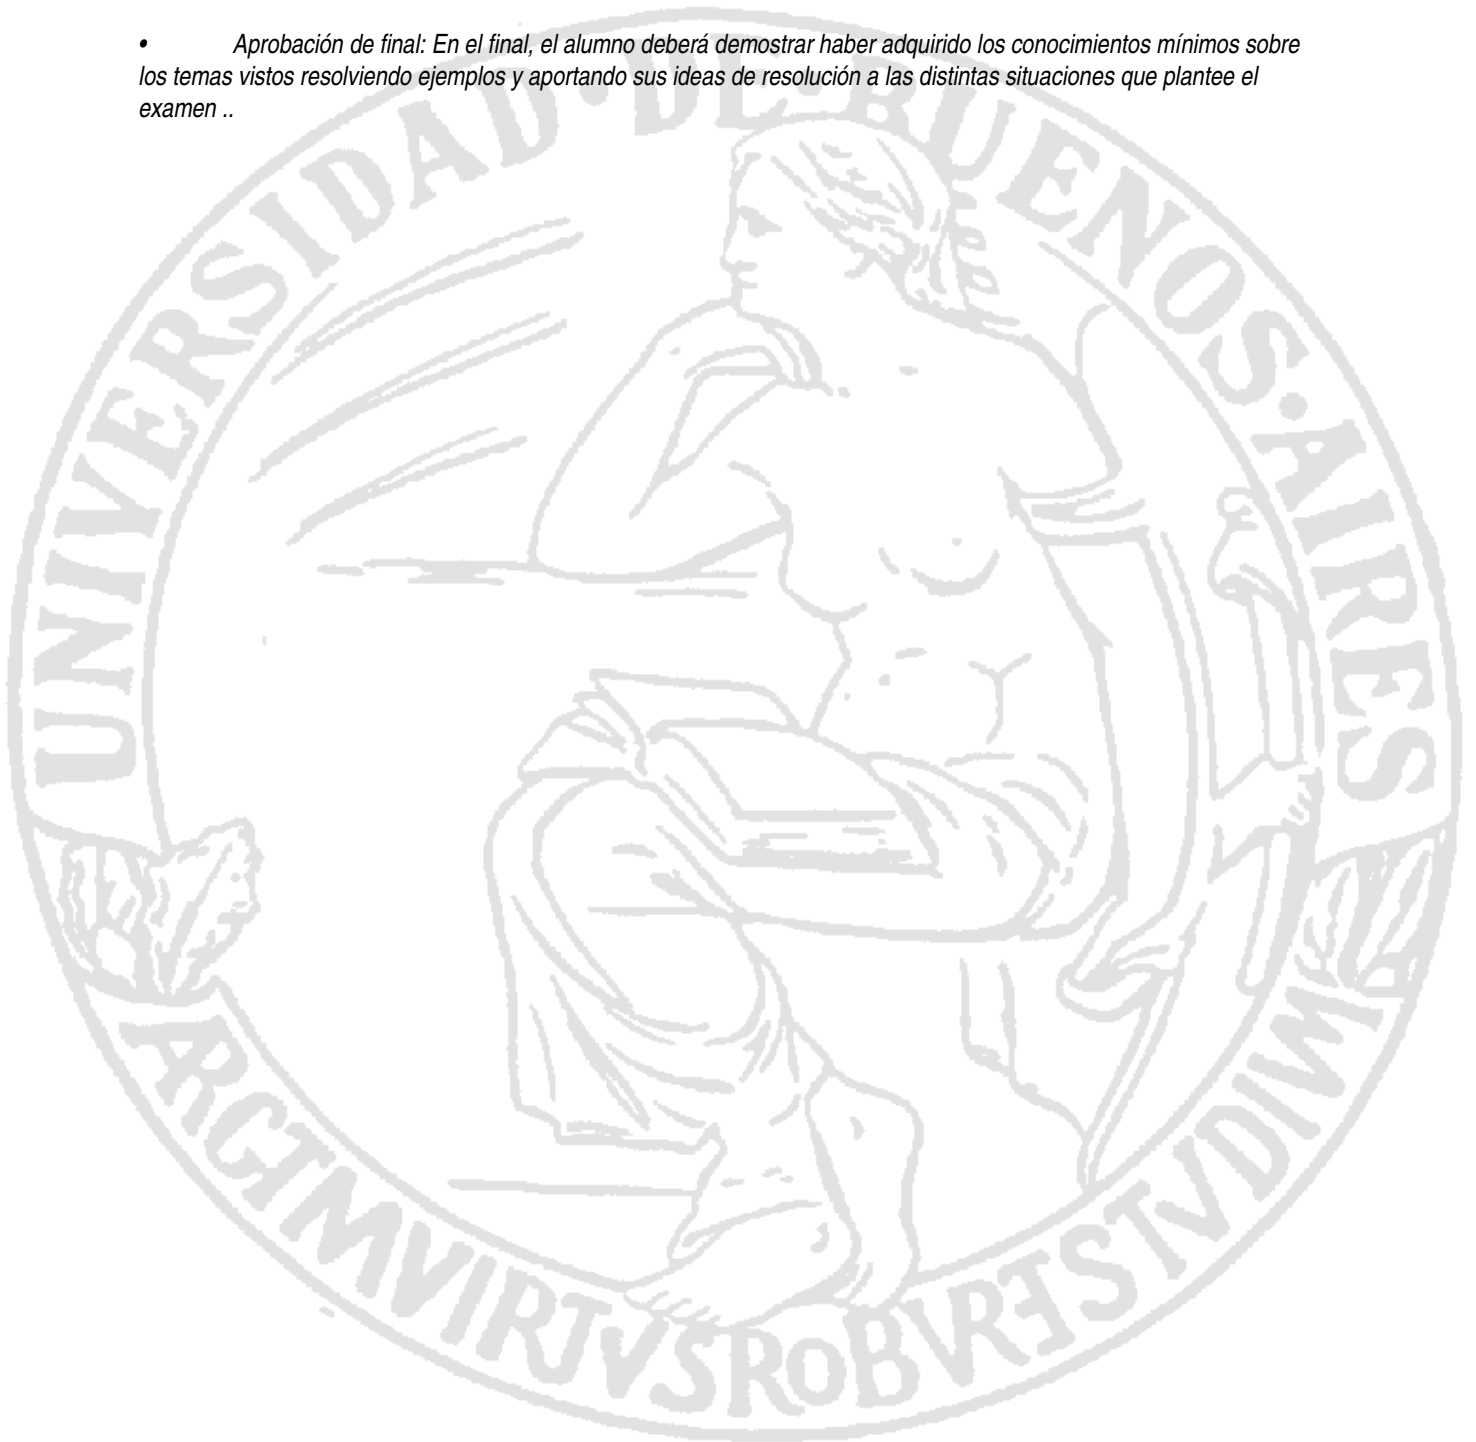 • Aprobación de final: En el final, el alumno deberá demostrar haber adquirido los conocimientos mínimos sobre
los temas vistos resolviendo ejemplos y aportando sus ideas de resolución a las distintas situaciones que plantee el
examen ..
UNIVERSIDAD·DE·BUENOS·AIRES
ARGTMVIRTVSROBVRETSTVDIVM